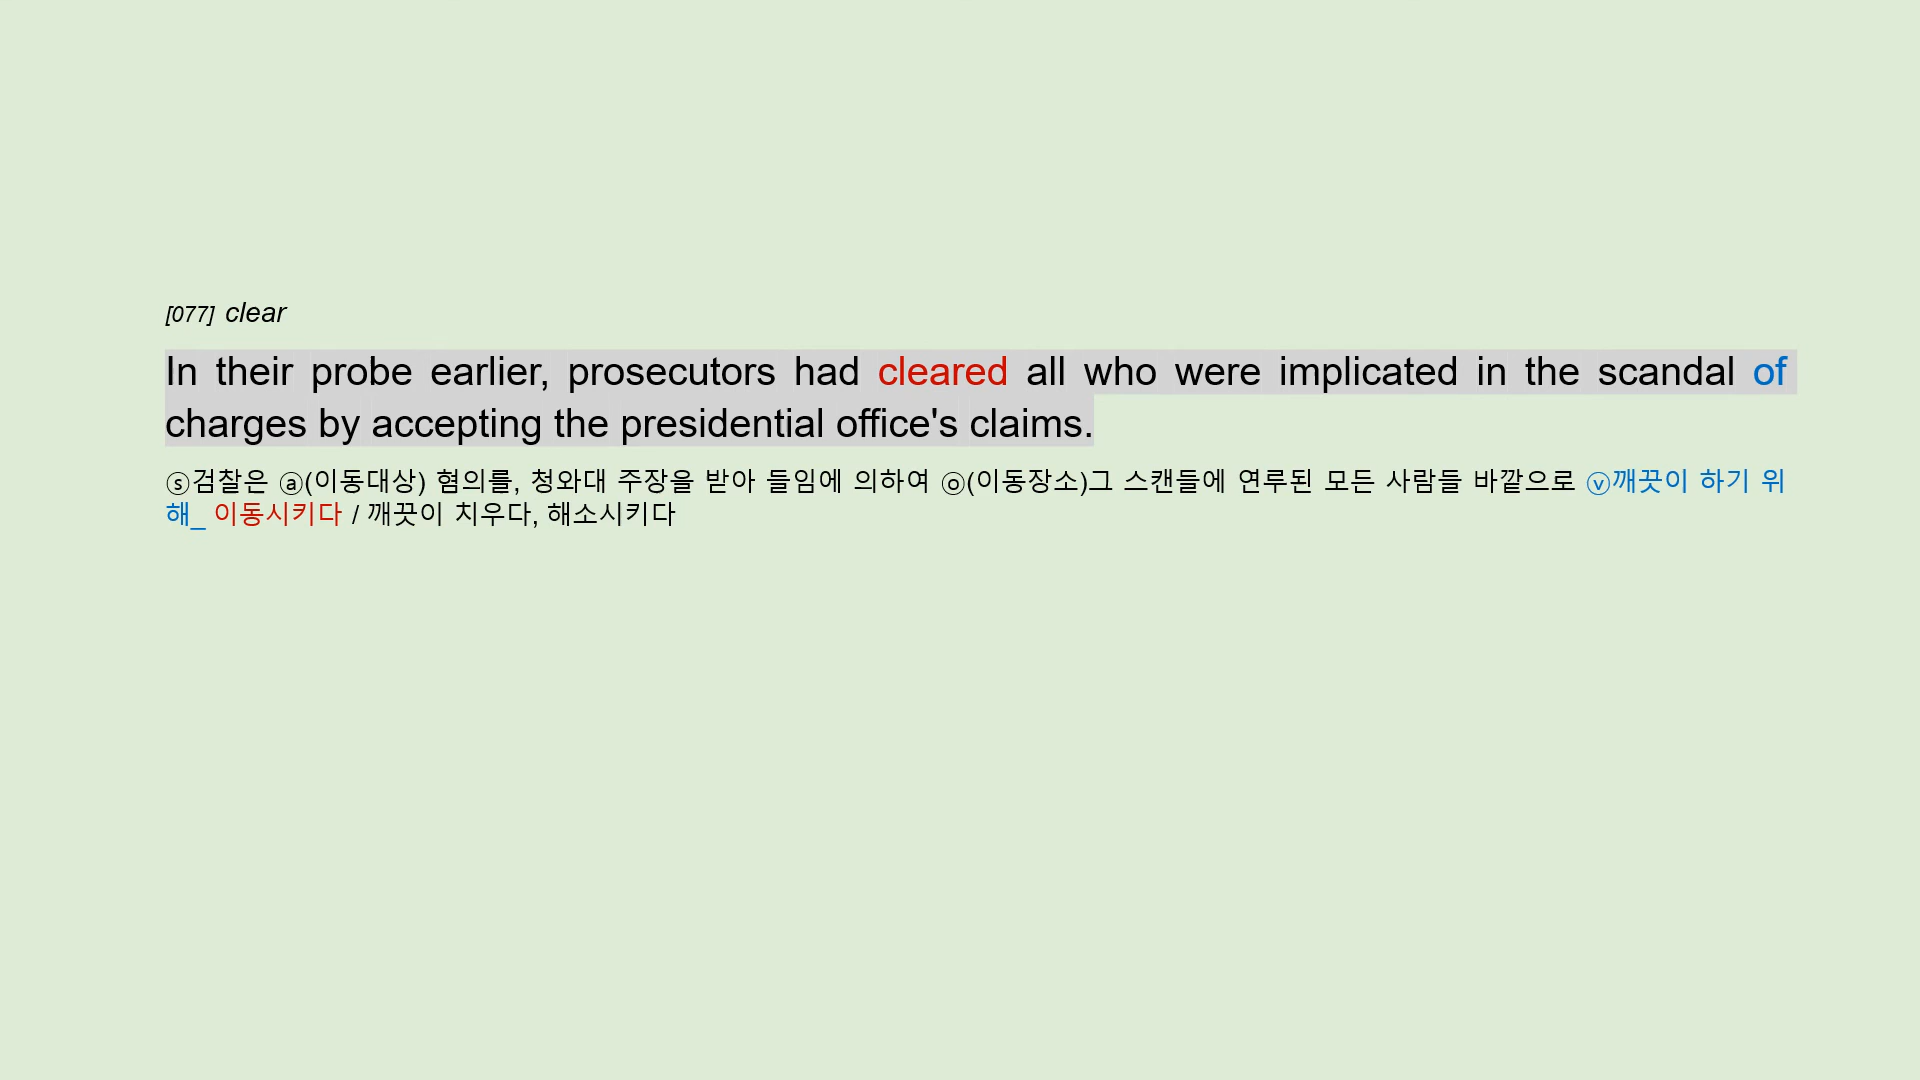 [077] clear
In their probe earlier, prosecutors had cleared all who were implicated in the scandal of
charges by accepting the presidential office's claims.
ⓢ검찰은 ⓐ(이동대상) 혐의를, 청와대 주장을 받아 들임에 의하여 ⓞ(이동장소)그 스캔들에 연루된 모든 사람들 바깥으로 ⓥ깨끗이 하기 위
해_ 이동시키다 / 깨끗이 치우다, 해소시키다